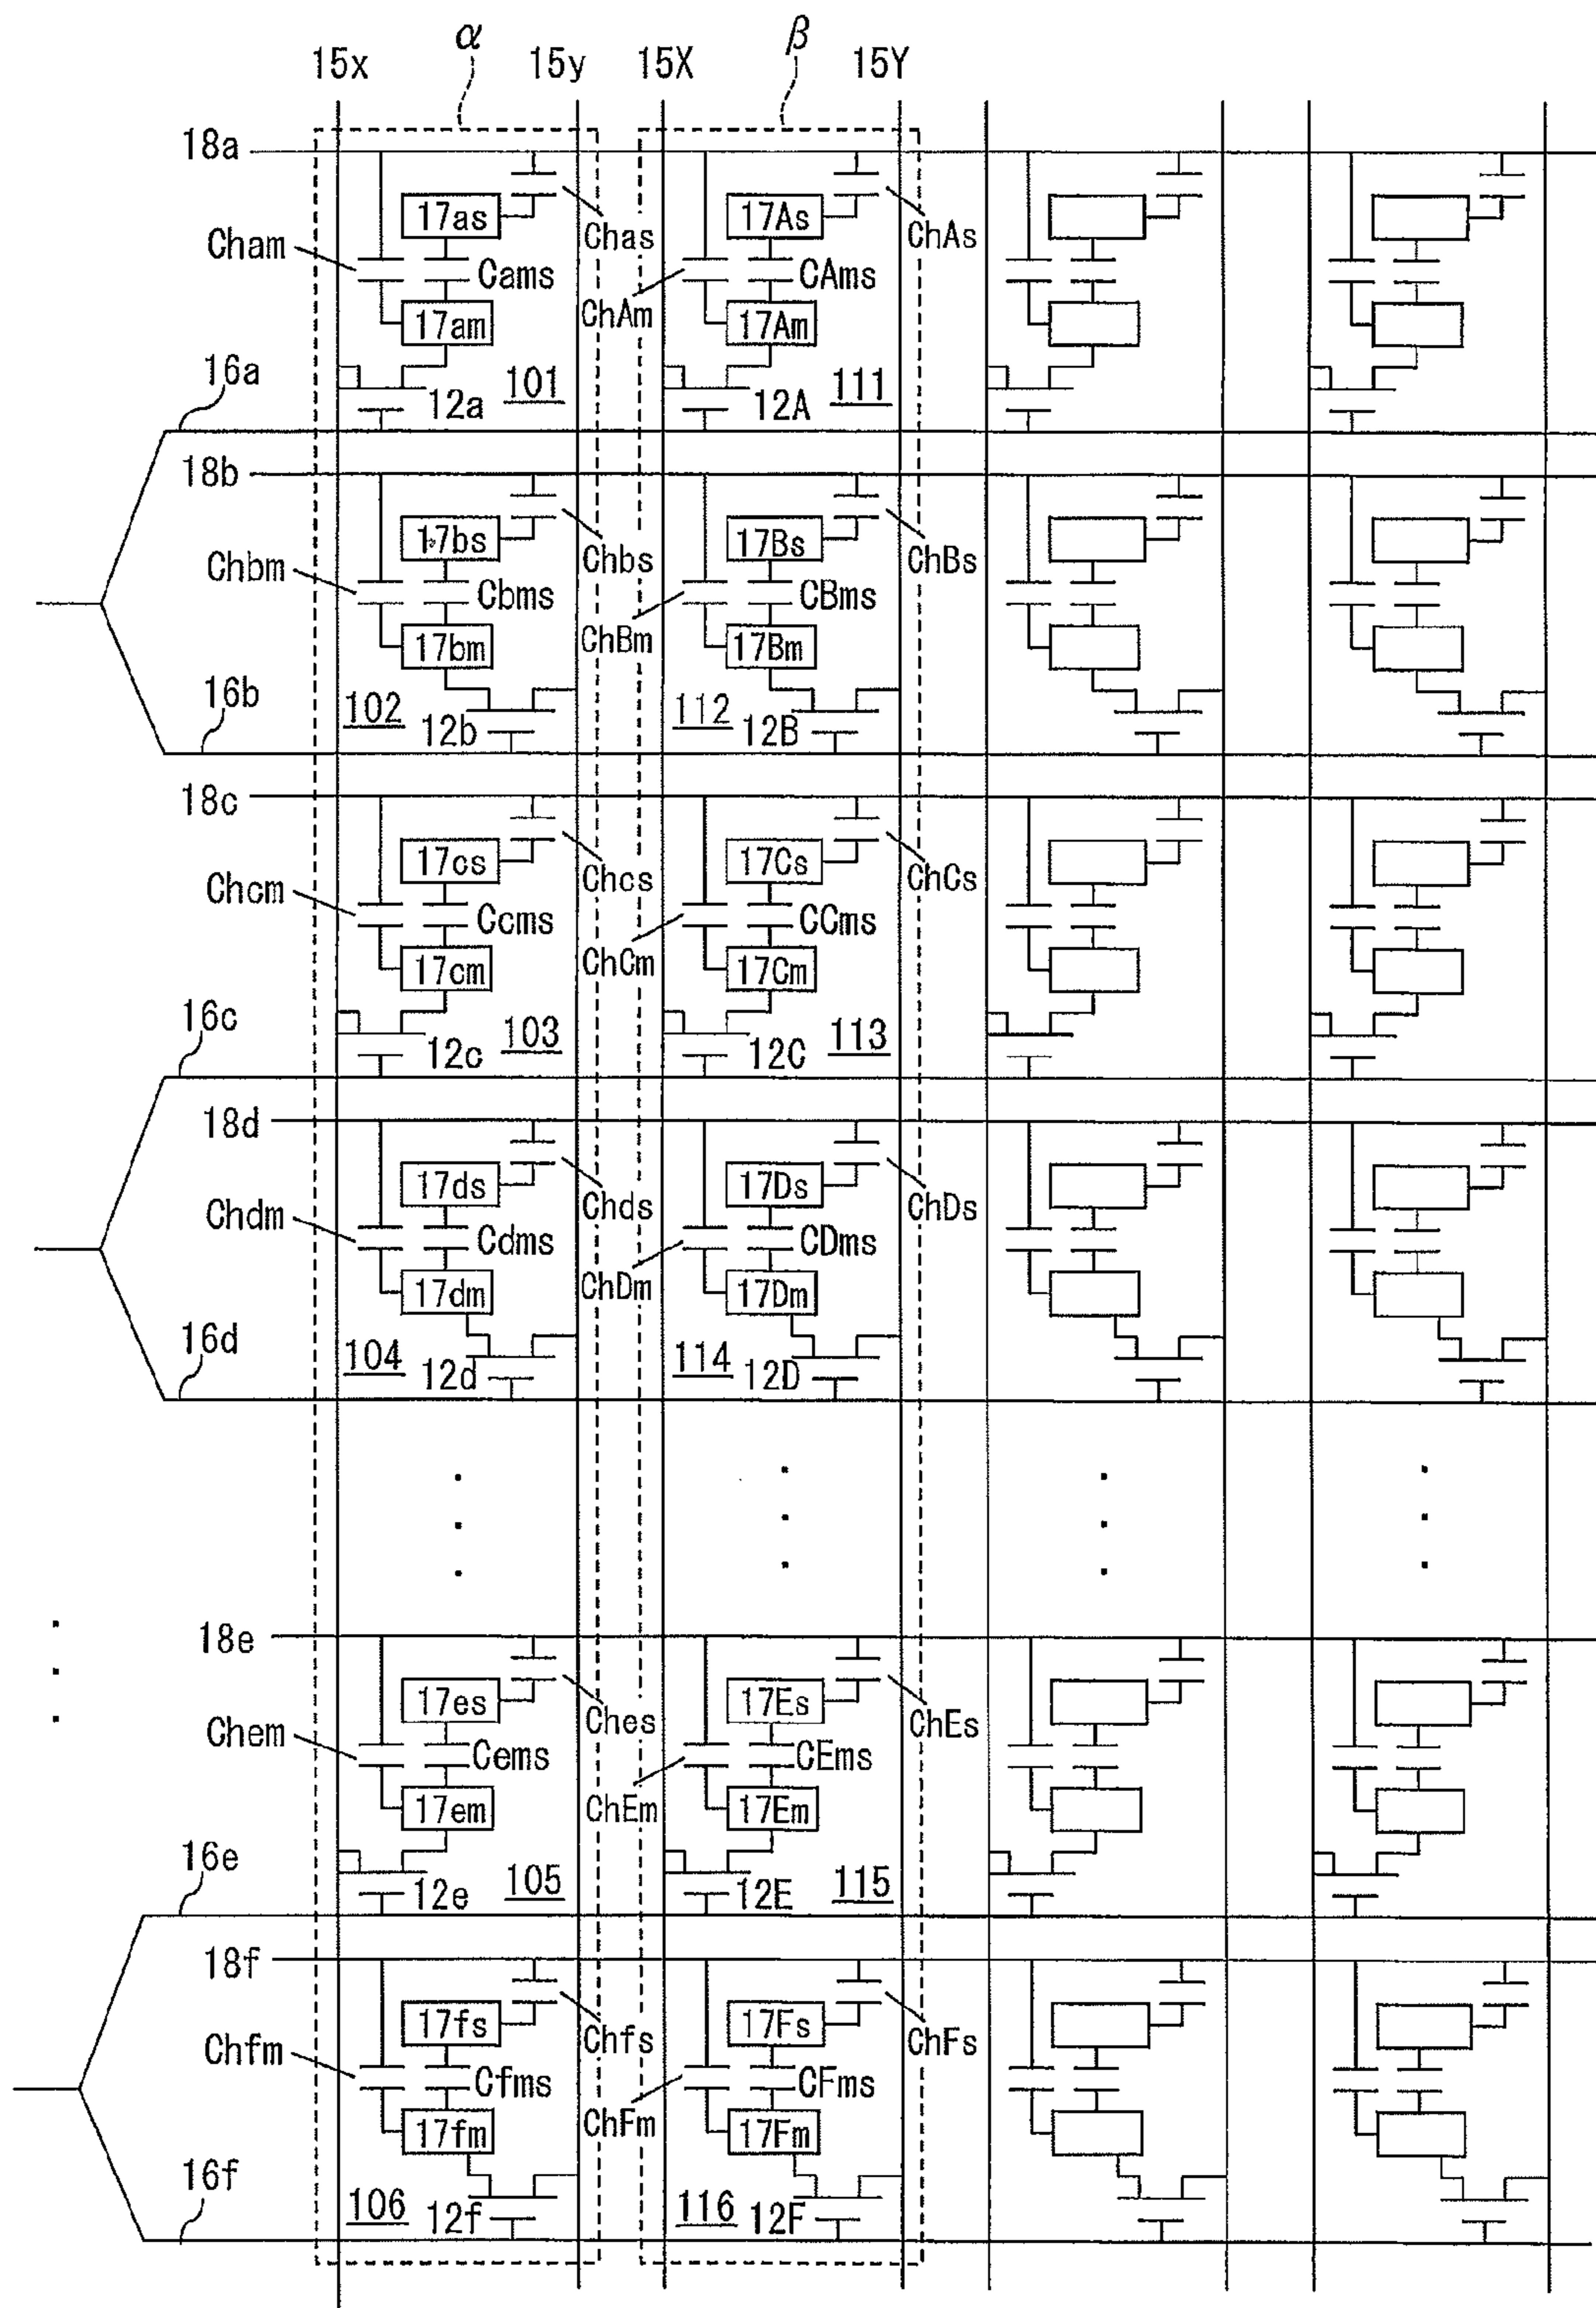 α β
15x 15y 15X 15Y
18a
17as 17As
Cham Chas ChAs
Cams CAms
ChAm
17am 17Am
16a
12a 101 12A 111
18b
17bs 17Bs
Chbm Chbs ChBs
Cbms CBms
ChBm
17bm 17Bm
16b
102 12b 112 12B
18c
17cs 17Cs
Chcm Chcs ChCs
Ccms CCms
ChCm
17cm 17Cm
16c
12c 103 12C 113
18d
17ds 17Ds
Chdm Chds ChDs
Cdms CDms
ChDm
17dm 17Dm
16d
104 12d 114 12D
18e
17es 17Es
Chem Ches ChEs
Cems CEms
ChEm
17em 17Em
16e
12e 105 12E 115
18f
17fs 17Fs
Chfm Chfs ChFs
Cfms CFms
ChFm
17fm 17Fm
16f
106 12f 116 12F